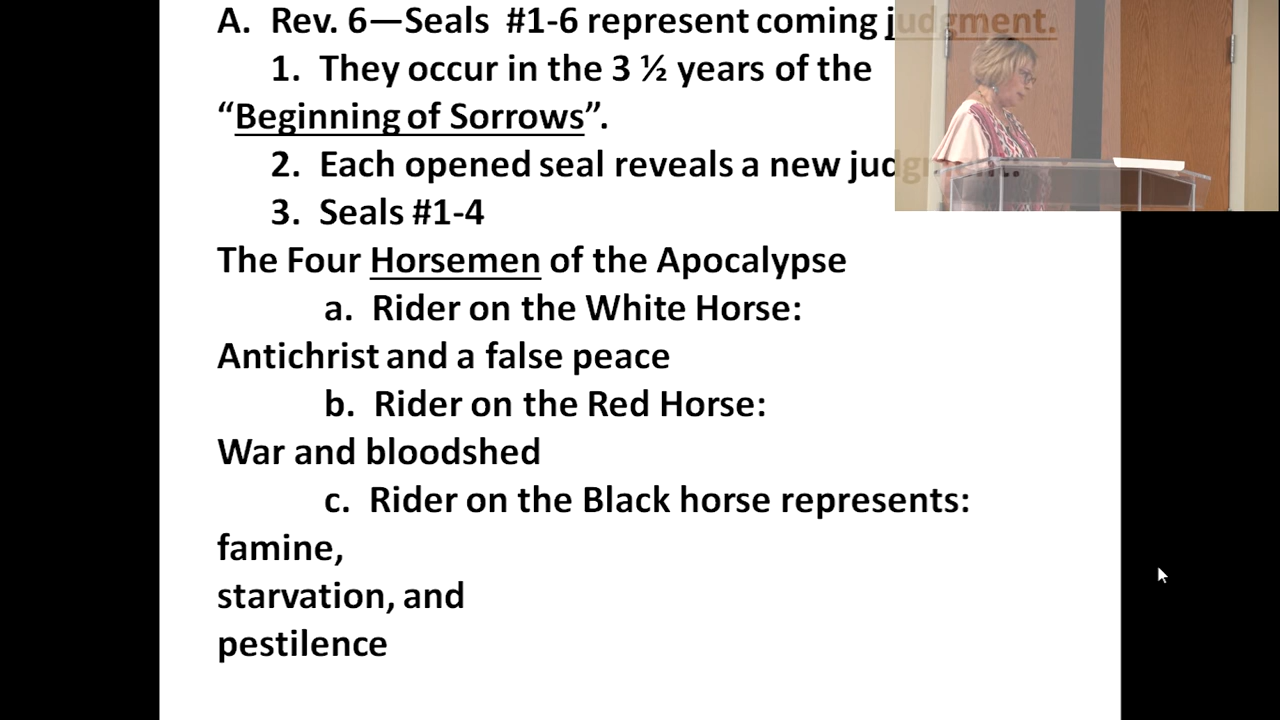 A. Rev. 6—Seals #1-6 represent coming judgment.
1. They occur in the 3 ½ years of the
“Beginning of Sorrows”.
2. Each opened seal reveals a new judgment.
3. Seals #1-4
The Four Horsemen of the Apocalypse
a. Rider on the White Horse:
Antichrist and a false peace
b. Rider on the Red Horse:
War and bloodshed
c. Rider on the Black horse represents:
famine,
starvation, and
pestilence